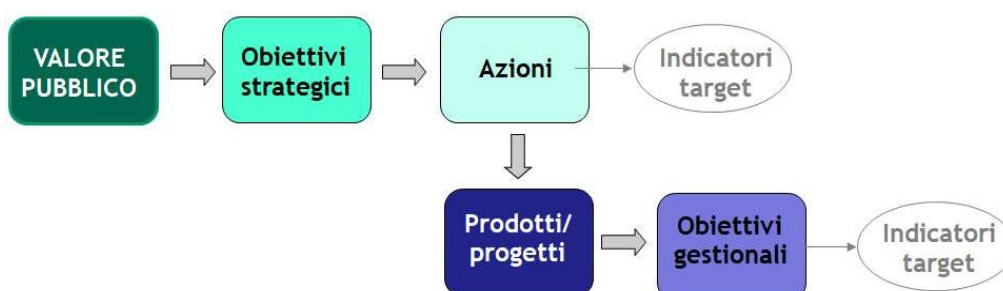 VALORE
PUBBLICO
Obiettivi
strategici
Azioni
Indicatori
target
Prodotti/
progetti
Obiettivi
gestionali
Indicatori
target